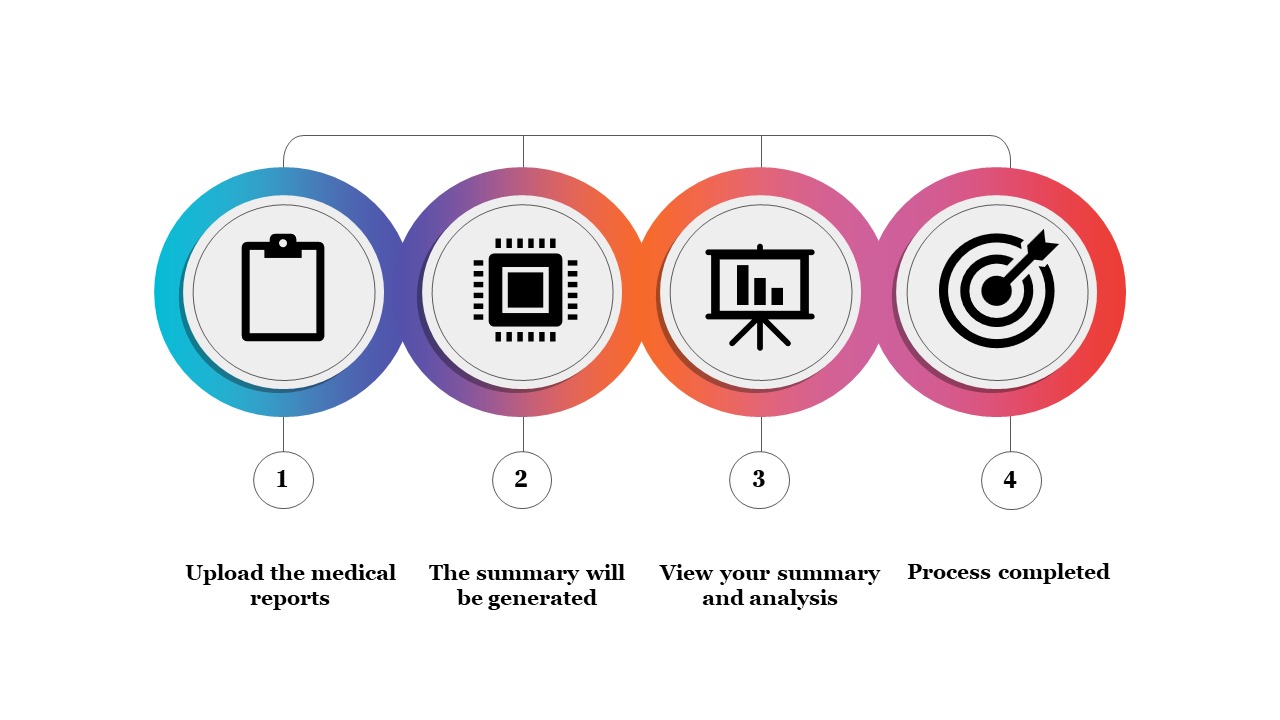 1
2
3
4
Upload the medical
reports
The summary will
be generated
View your summary
and analysis
Process completed